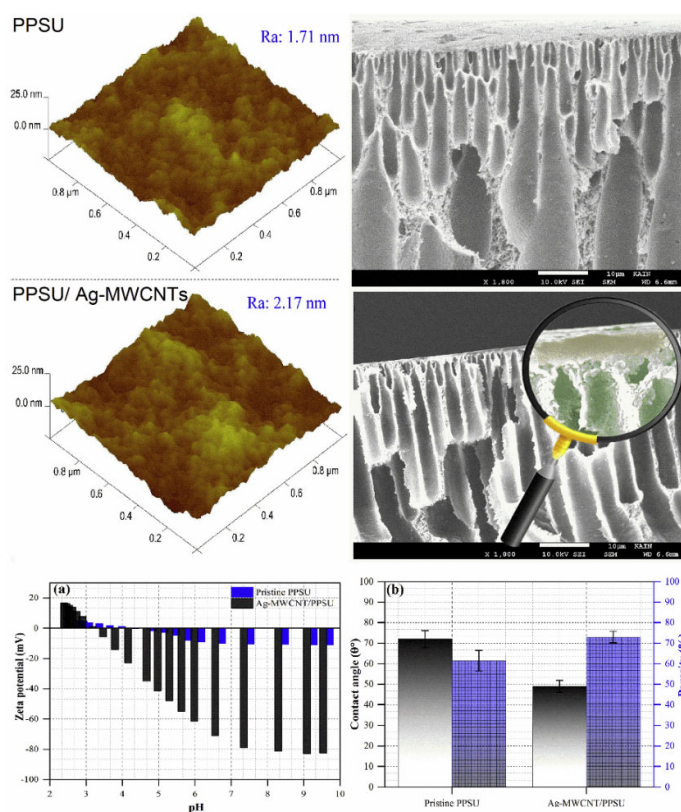 PPSU
Ra: 1.71 nm
25.0 nm
0.0 nm
0.8 µm
0.6
0.4
0.2
0.8 µm
0.6
0.4
0.2
X 1,800 10.0kV SEI 10µm KAIN SEM WD 6.6mm
PPSU/ Ag-MWCNTs
Ra: 2.17 nm
25.0 nm
0.0 nm
0.8 µm
0.6
0.4
0.2
0.8 µm
0.6
0.4
0.2
X 1,800 10.0kV SEI 10µm KAIN SEM WD 6.6mm
(a)
Pristine PPSU
Ag-MWCNT/PPSU
Zeta potential (mV)
20
0
-20
-40
-60
-80
-100
2 3 4 5 6 7 8 9 10
pH
(b)
Contact angle (θ°)
100
90
80
70
60
50
40
30
20
10
0
100
90
80
70
60
50
40
30
20
10
0
Pristine PPSU Ag-MWCNT/PPSU